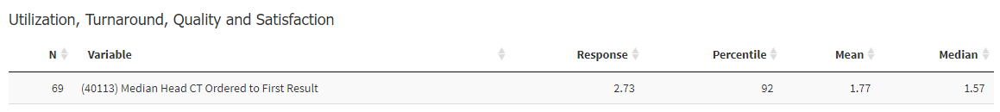 Utilization, Turnaround, Quality and Satisfaction
N Variable Response Percentile Mean Median
69 (40113) Median Head CT Ordered to First Result 2.73 92 1.77 1.57